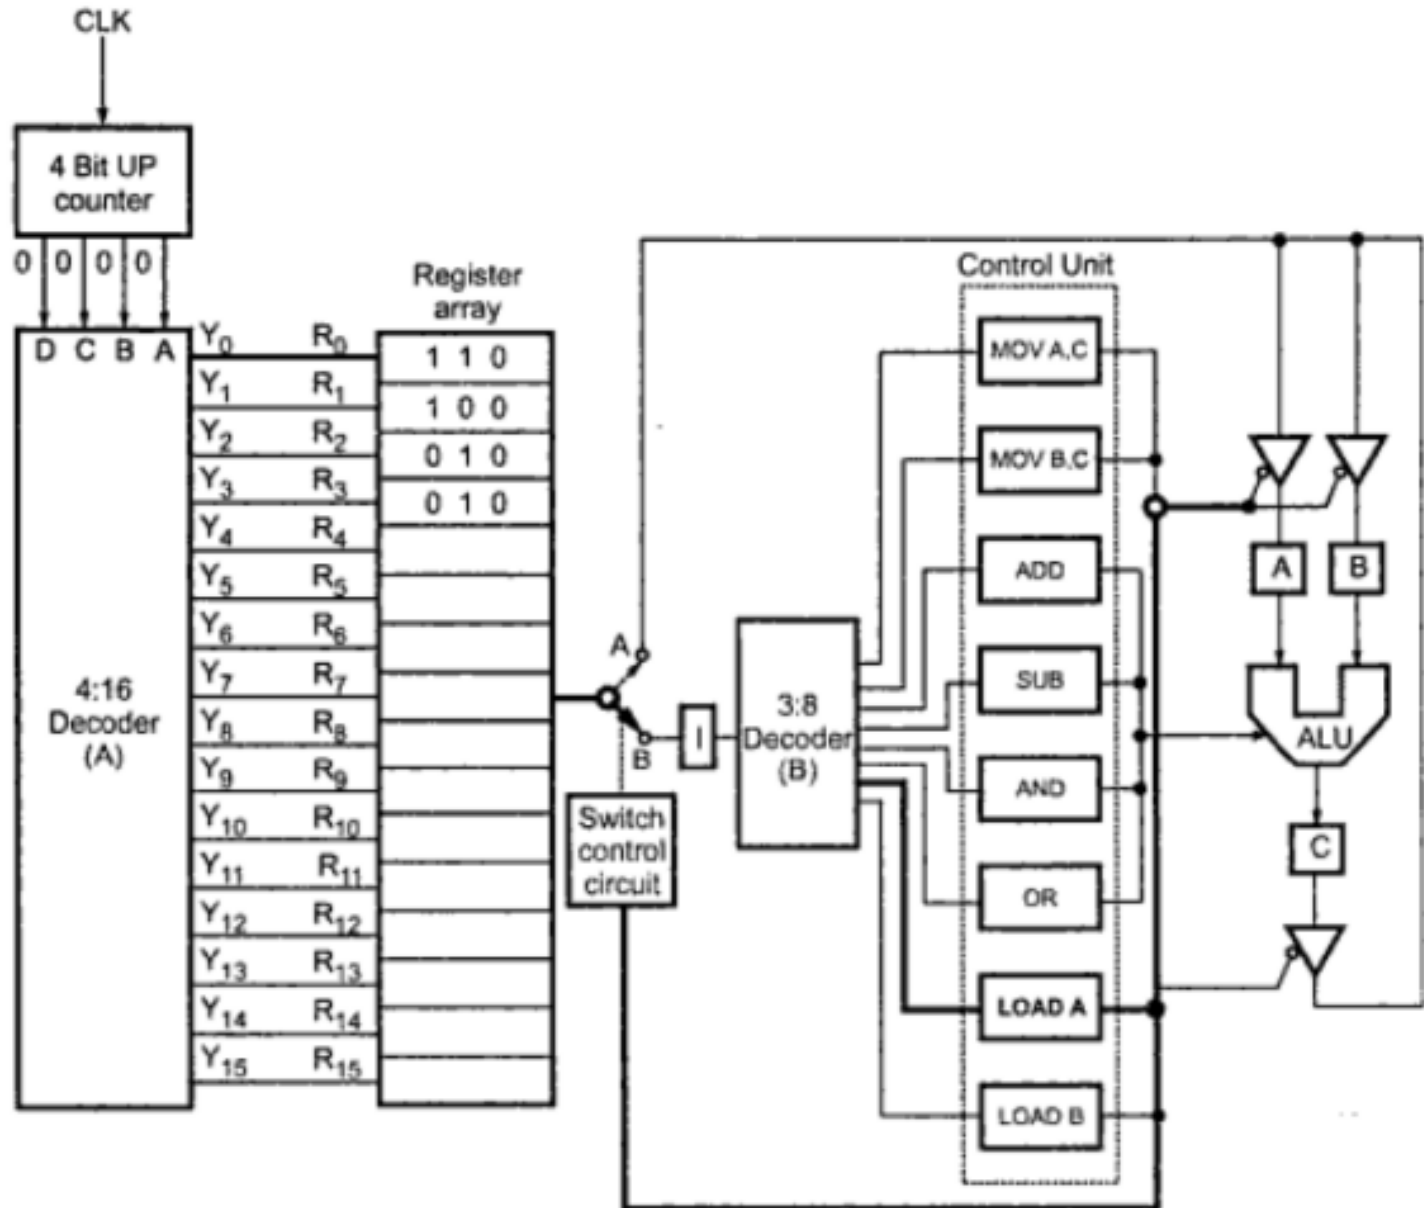 CLK
4 Bit UP
counter
0 0 0 0
D C B A
4:16
Decoder
(A)
Y0 R0
Y1 R1
Y2 R2
Y3 R3
Y4 R4
Y5 R5
Y6 R6
Y7 R7
Y8 R8
Y9 R9
Y10 R10
Y11 R11
Y12 R12
Y13 R13
Y14 R14
Y15 R15
Register
array
1 1 0
1 0 0
0 1 0
0 1 0
A
B
Switch
control
circuit
I
3:8
Decoder
(B)
Control Unit
MOV A,C
MOV B,C
ADD
SUB
AND
OR
LOAD A
LOAD B
A
B
ALU
C